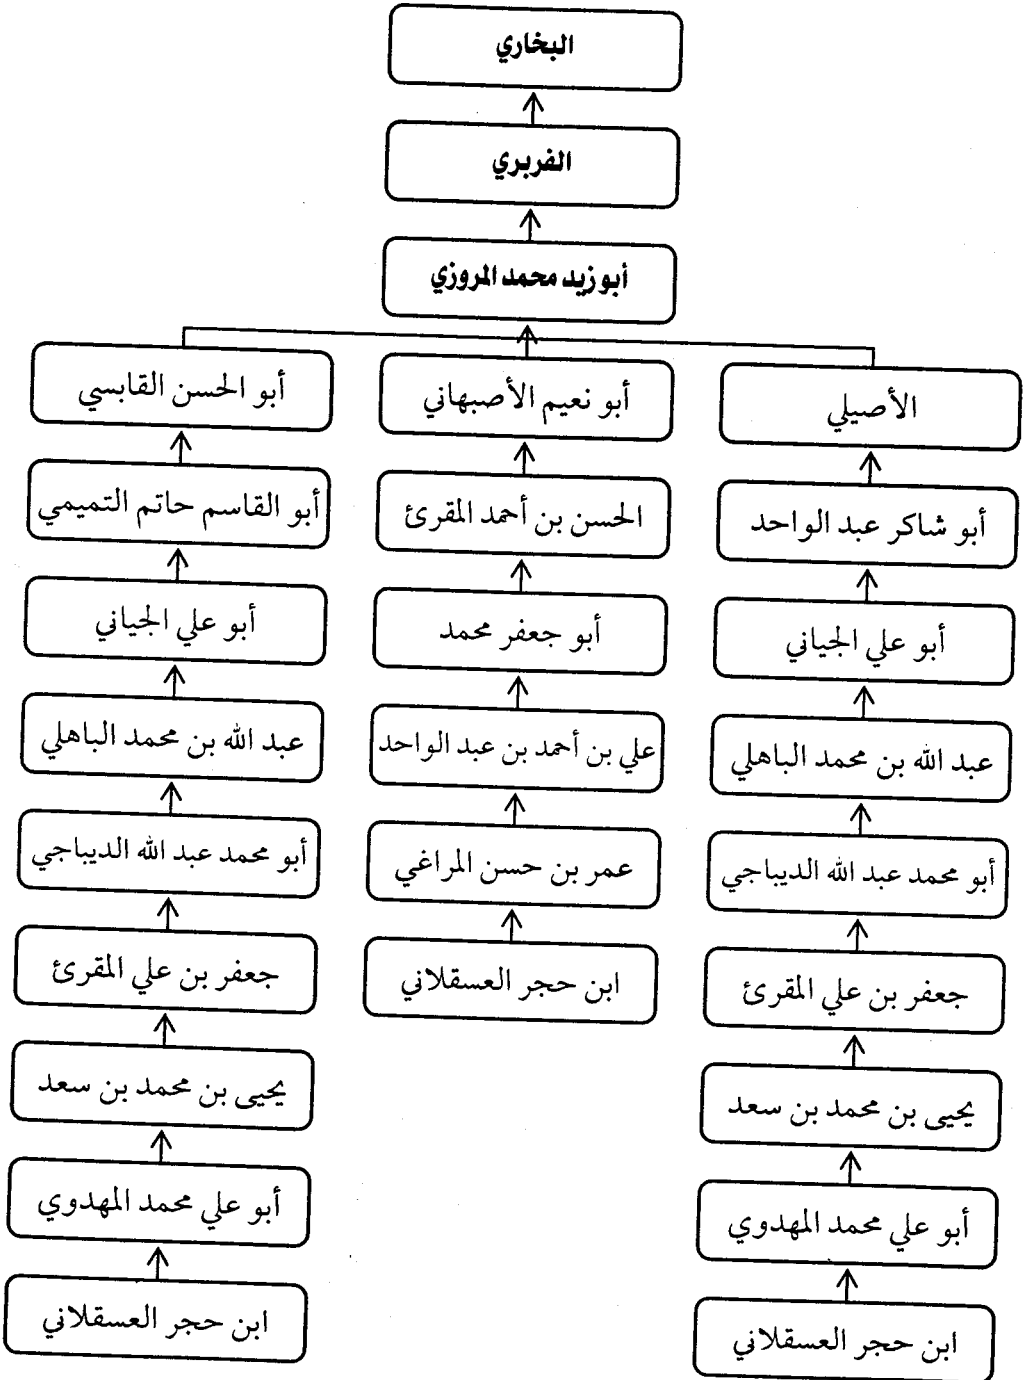 البخاري
الفربري
أبو زيد محمد المروزي
الأصيلي
أبو شاكر عبد الواحد
أبو علي الجياني
عبد الله بن محمد الباهلي
أبو محمد عبد الله الديباجي
جعفر بن علي المقرئ
يحيى بن محمد بن سعد
أبو علي محمد المهدوي
ابن حجر العسقلاني
أبو نعيم الأصبهاني
الحسن بن أحمد المقرئ
أبو جعفر محمد
علي بن أحمد بن عبد الواحد
عمر بن حسن المراغي
ابن حجر العسقلاني
أبو الحسن القابسي
أبو القاسم حاتم التميمي
أبو علي الجياني
عبد الله بن محمد الباهلي
أبو محمد عبد الله الديباجي
جعفر بن علي المقرئ
يحيى بن محمد بن سعد
أبو علي محمد المهدوي
ابن حجر العسقلاني